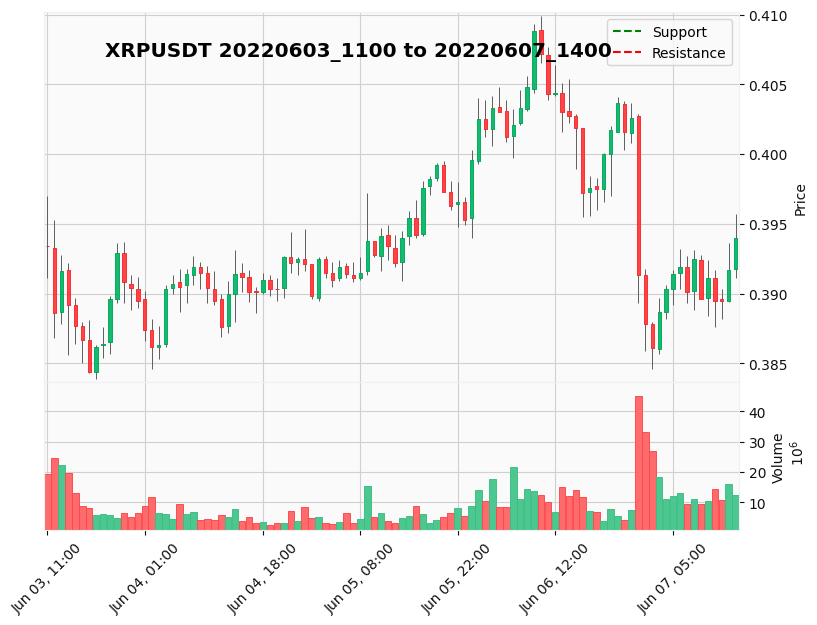 XRPUSDT 20220603_1100 to 20220607_1400
Support
Resistance
0.410
0.405
0.400
0.395
0.390
0.385
Price
40
30
20
10
Volume
10^6
Jun 03, 11:00
Jun 04, 01:00
Jun 04, 18:00
Jun 05, 08:00
Jun 05, 22:00
Jun 06, 12:00
Jun 07, 05:00